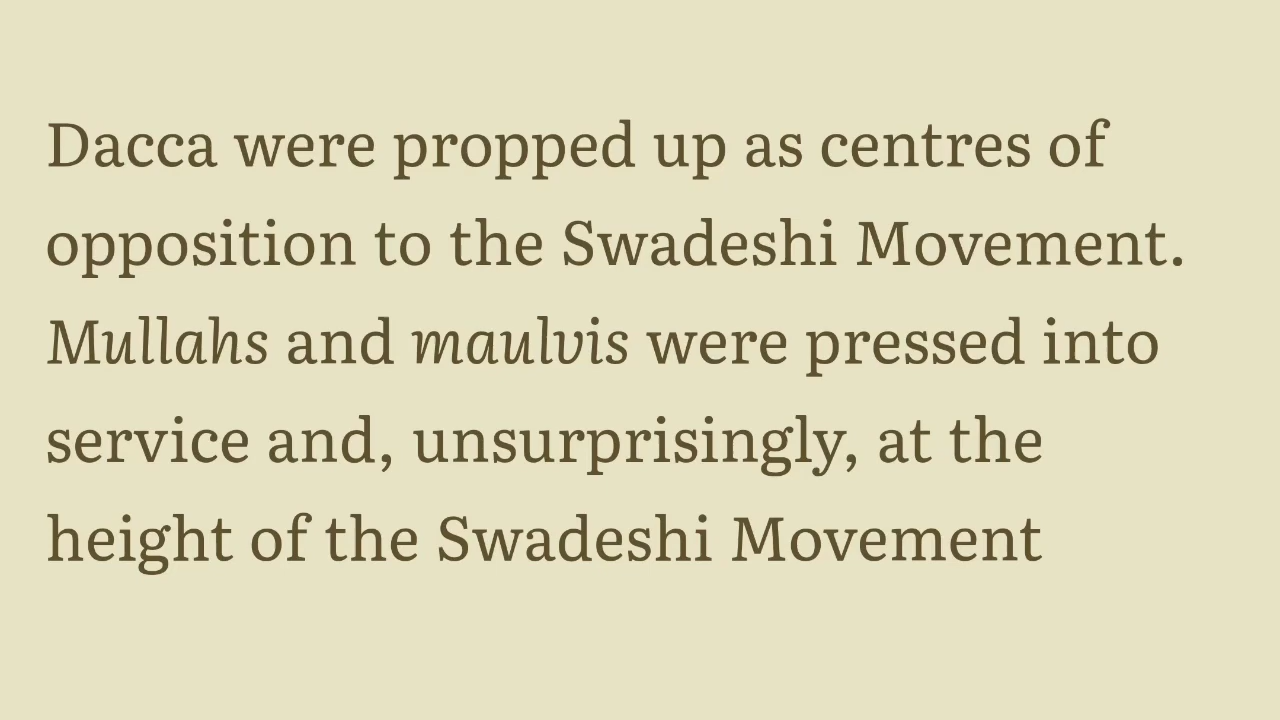 Dacca were propped up as centres of
opposition to the Swadeshi Movement.
Mullahs and maulvis were pressed into
service and, unsurprisingly, at the
height of the Swadeshi Movement